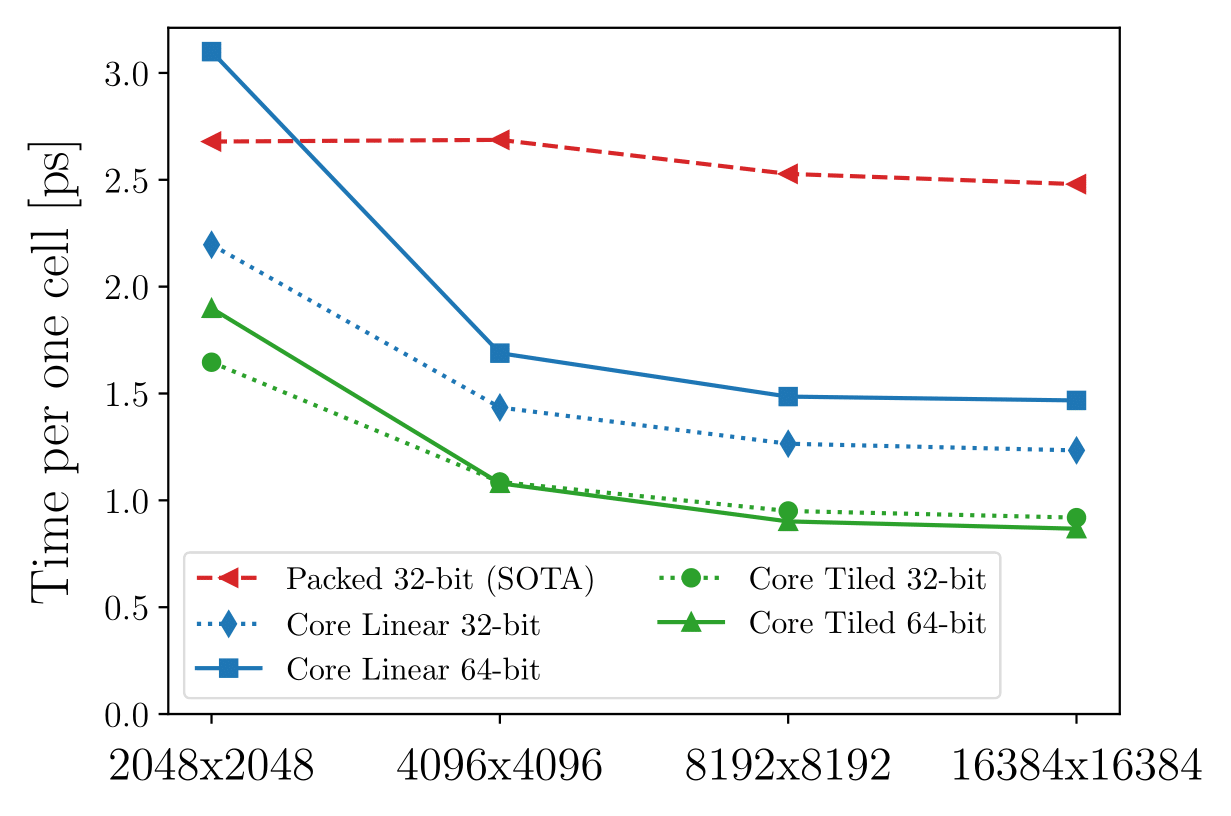 Time per one cell [ps]
3.0
2.5
2.0
1.5
1.0
0.5
0.0
Packed 32-bit (SOTA)
Core Linear 32-bit
Core Linear 64-bit
Core Tiled 32-bit
Core Tiled 64-bit
2048x2048 4096x4096 8192x8192 16384x16384